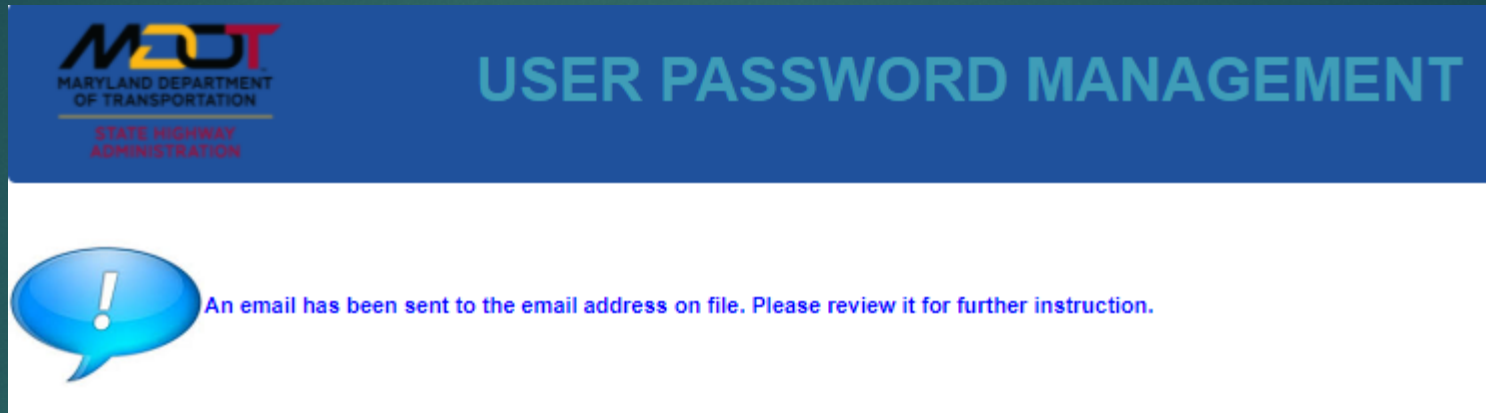 MDOT
MARYLAND DEPARTMENT
OF TRANSPORTATION
STATE HIGHWAY
ADMINISTRATION
USER PASSWORD MANAGEMENT
An email has been sent to the email address on file. Please review it for further instruction.